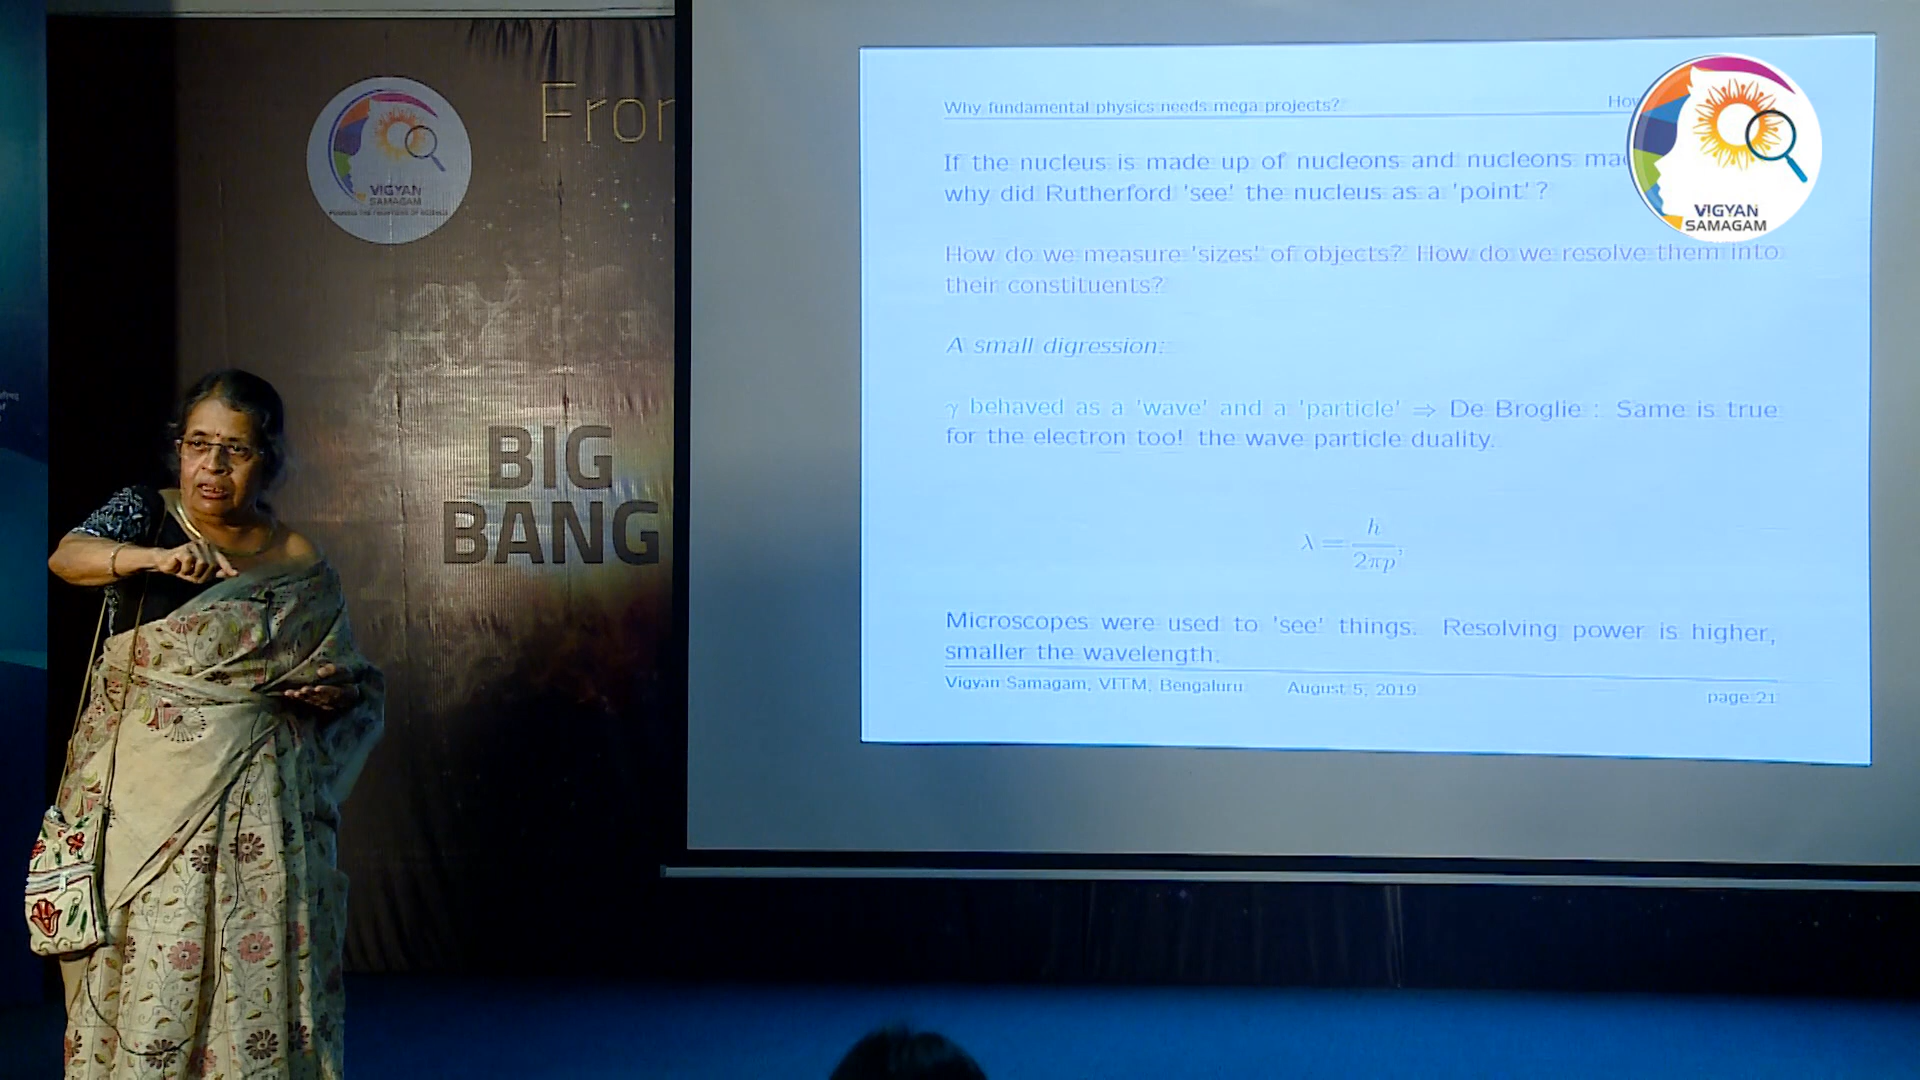 VIGYAN
SAMAGAM
From
BIG
BANG
Why fundamental physics needs mega projects?
If the nucleus is made up of nucleons and nucleons
why did Rutherford 'see' the nucleus as a 'point'?
How do we measure 'sizes' of objects? How do we resolve them into
their constituents?
A small digression:
γ behaved as a 'wave' and a 'particle' ⇒ De Broglie : Same is true
for the electron too! the wave particle duality.
λ = h / 2πp,
Microscopes were used to 'see' things. Resolving power is higher,
smaller the wavelength.
Vigyan Samagam, VITM, Bengaluru August 5, 2019 page 21
VIGYAN
SAMAGAM